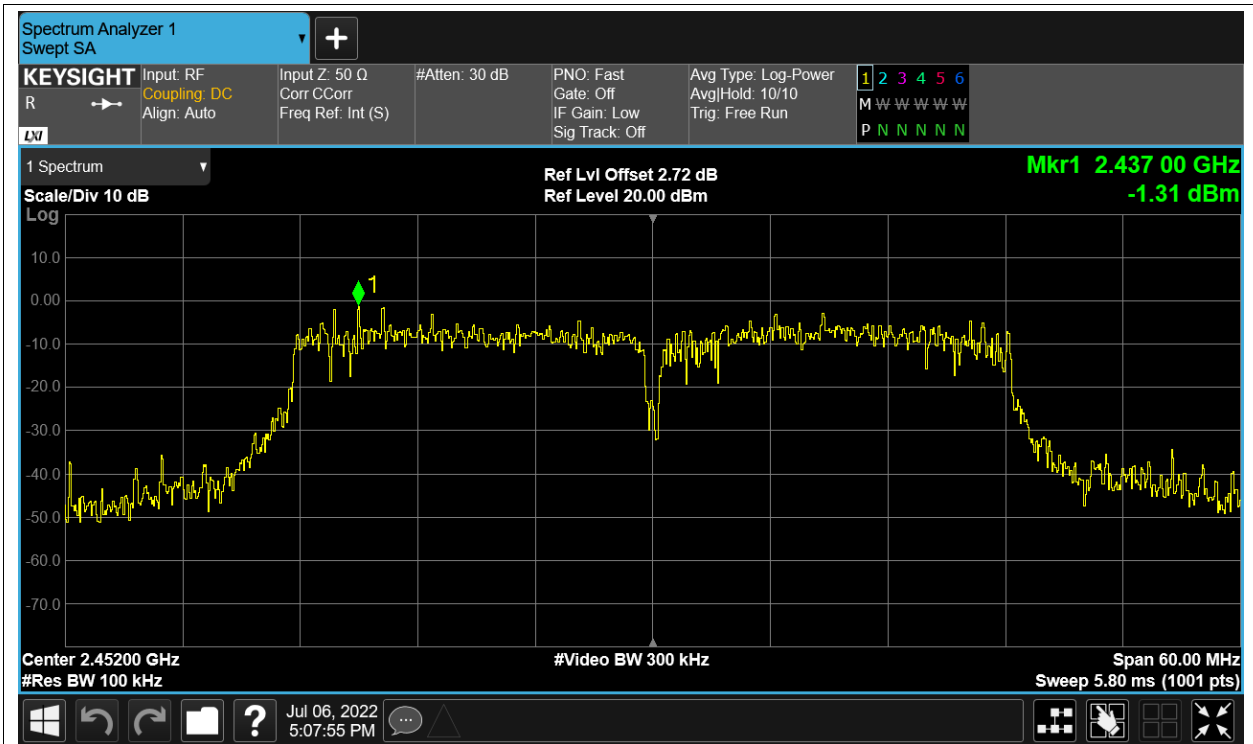 Spectrum Analyzer 1
Swept SA
KEYSIGHT
R
LXI
Input: RF
Coupling: DC
Align: Auto
Input Z: 50 Ω
Corr CCorr
Freq Ref: Int (S)
#Atten: 30 dB
PNO: Fast
Gate: Off
IF Gain: Low
Sig Track: Off
Avg Type: Log-Power
Avg|Hold: 10/10
Trig: Free Run
1 2 3 4 5 6
M W W W W W
P N N N N N
1 Spectrum
Scale/Div 10 dB
Log
Ref Lvl Offset 2.72 dB
Ref Level 20.00 dBm
Mkr1 2.437 00 GHz
-1.31 dBm
10.0
0.00
-10.0
-20.0
-30.0
-40.0
-50.0
-60.0
-70.0
1
Center 2.45200 GHz
#Res BW 100 kHz
#Video BW 300 kHz
Span 60.00 MHz
Sweep 5.80 ms (1001 pts)
?
Jul 06, 2022
5:07:55 PM